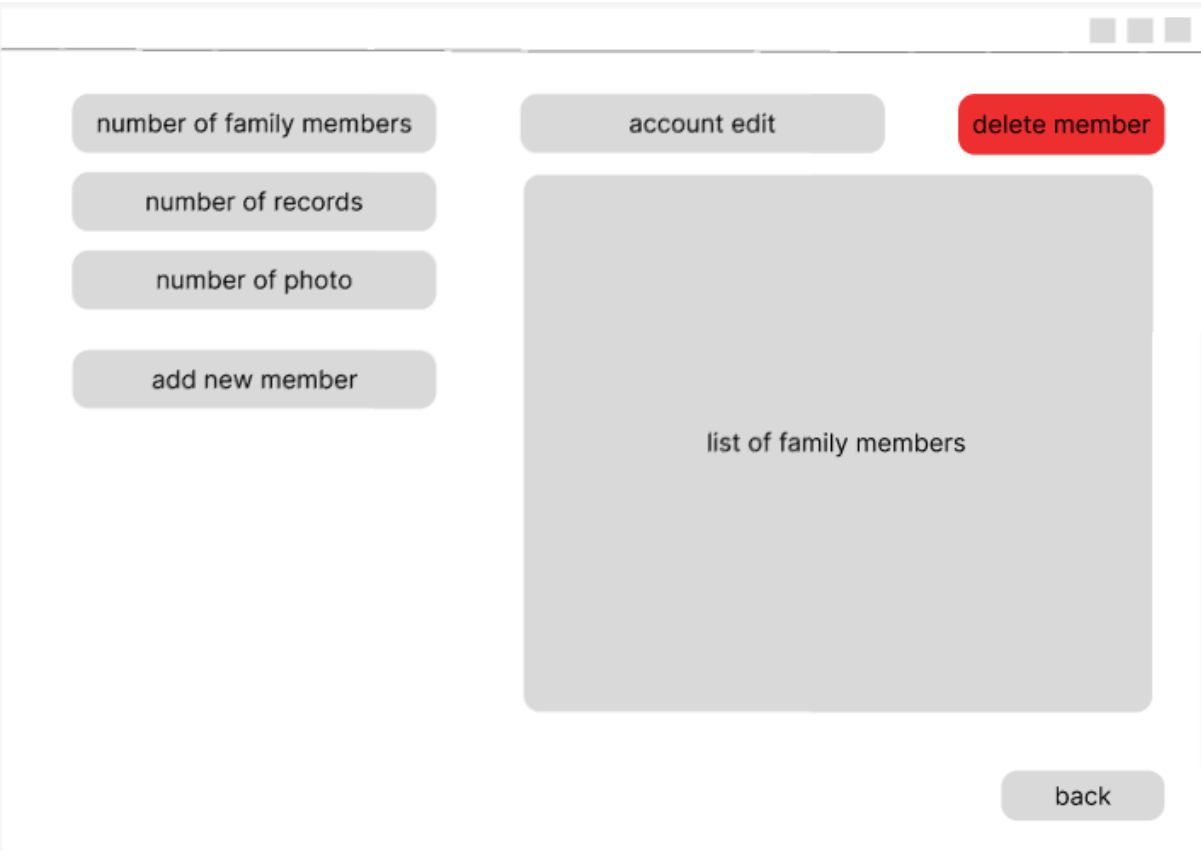 number of family members
number of records
number of photo
add new member
account edit
delete member
list of family members
back